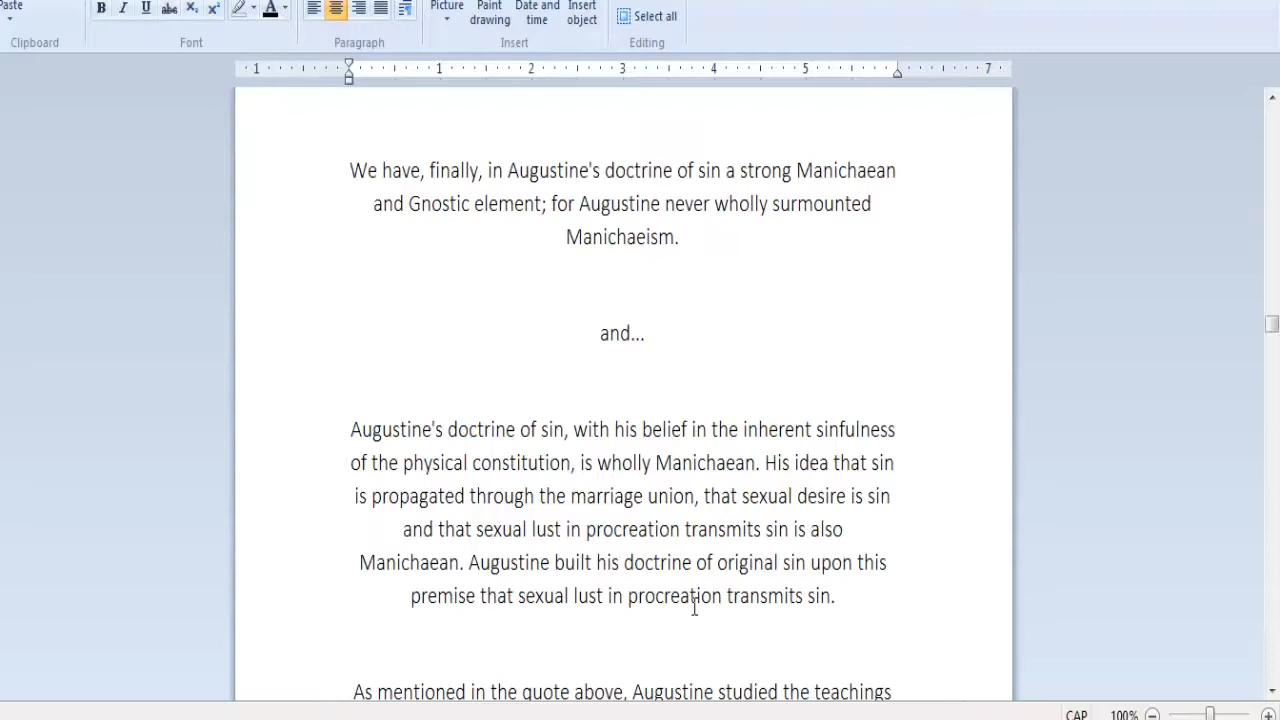 Paste
B I U abc X₂ X² A
Picture Paint Date and Insert
drawing time object
Select all
Clipboard Font Paragraph Insert Editing
1 1 2 3 4 5 7
We have, finally, in Augustine's doctrine of sin a strong Manichaean
and Gnostic element; for Augustine never wholly surmounted
Manichaeism.
and...
Augustine's doctrine of sin, with his belief in the inherent sinfulness
of the physical constitution, is wholly Manichaean. His idea that sin
is propagated through the marriage union, that sexual desire is sin
and that sexual lust in procreation transmits sin is also
Manichaean. Augustine built his doctrine of original sin upon this
premise that sexual lust in procreation transmits sin.
As mentioned in the quote above, Augustine studied the teachings
CAP 100%